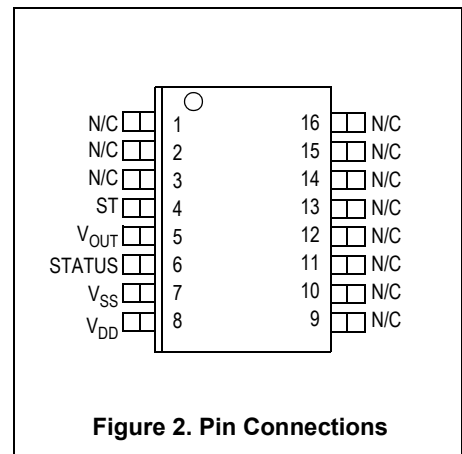 N/C 1 16 N/C
N/C 2 15 N/C
N/C 3 14 N/C
ST 4 13 N/C
VOUT 5 12 N/C
STATUS 6 11 N/C
VSS 7 10 N/C
VDD 8 9 N/C
Figure 2. Pin Connections